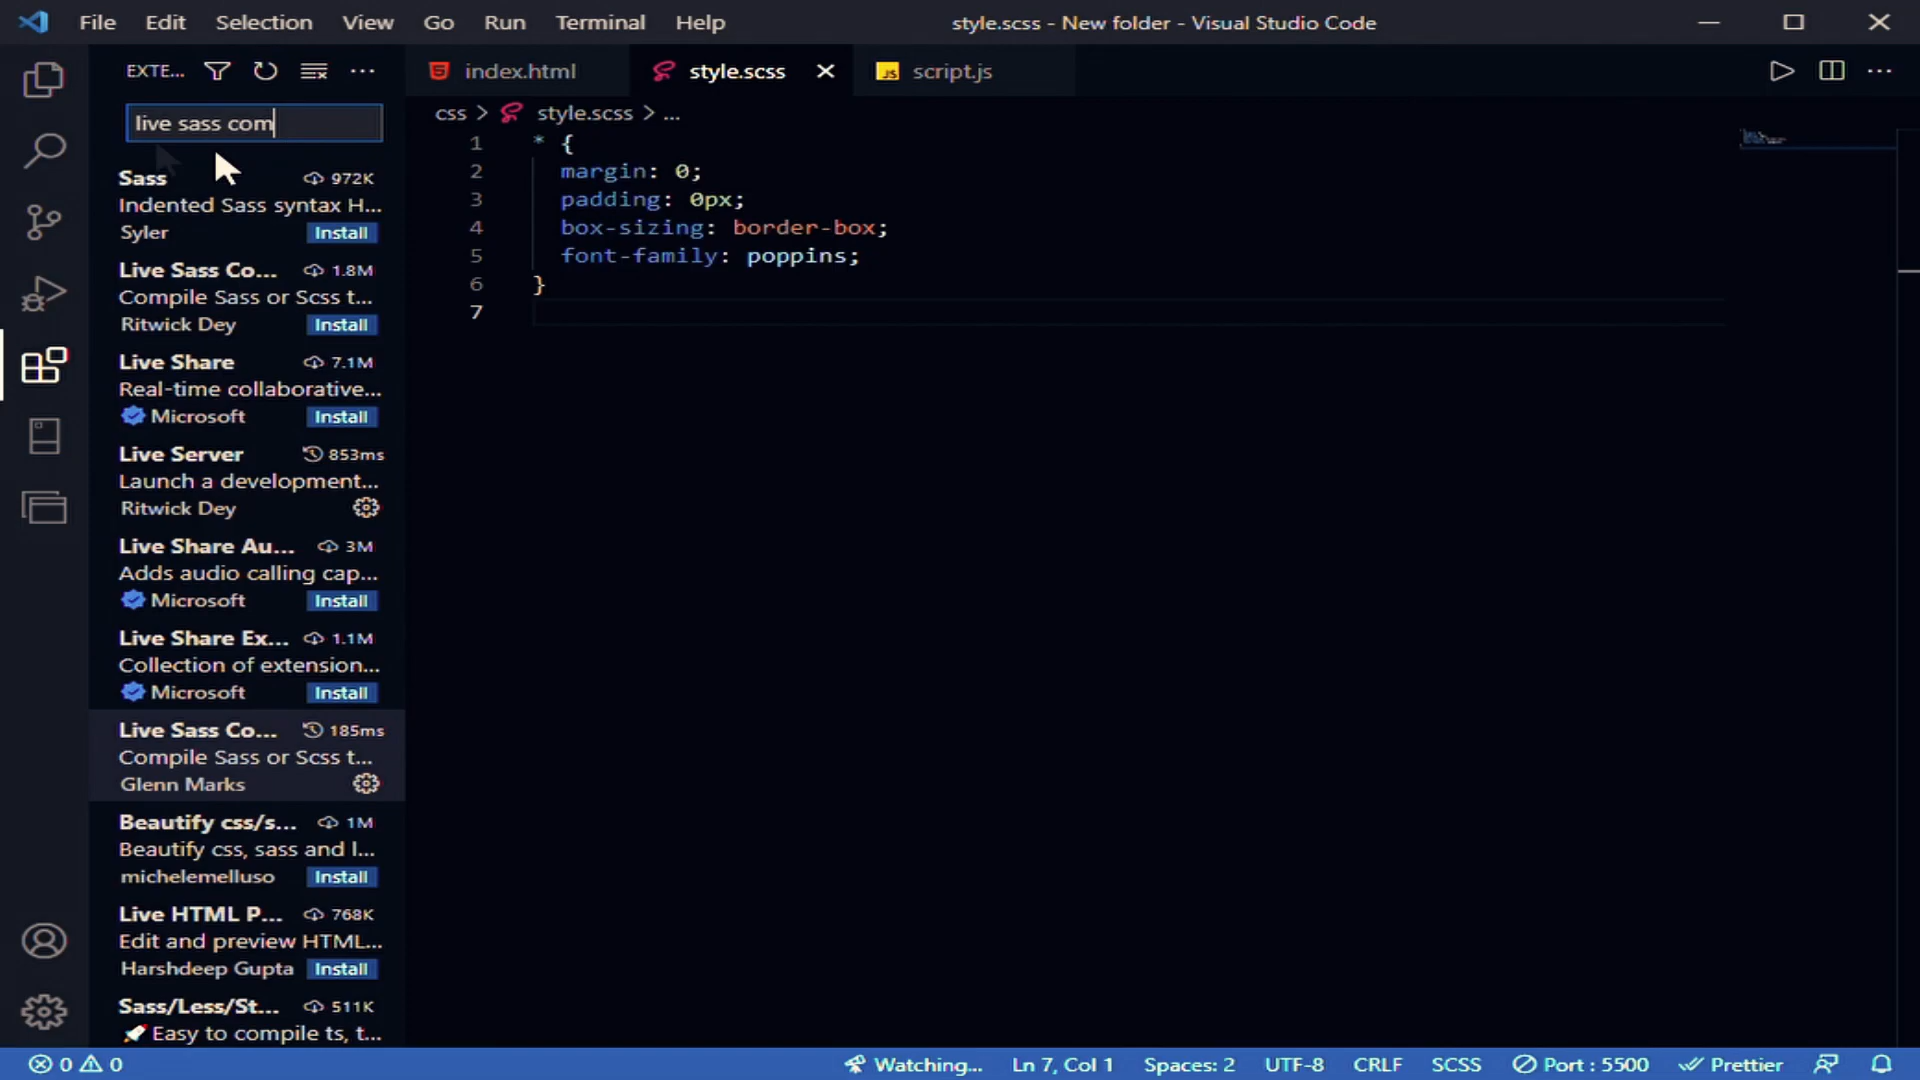 File Edit Selection View Go Run Terminal Help
style.scss - New folder - Visual Studio Code
EXTE...
live sass com
Sass 972K
Indented Sass syntax H...
Syler Install
Live Sass Co... 1.8M
Compile Sass or Scss t...
Ritwick Dey Install
Live Share 7.1M
Real-time collaborative...
Microsoft Install
Live Server 853ms
Launch a development...
Ritwick Dey
Live Share Au... 3M
Adds audio calling cap...
Microsoft Install
Live Share Ex... 1.1M
Collection of extension...
Microsoft Install
Live Sass Co... 185ms
Compile Sass or Scss t...
Glenn Marks
Beautify css/s... 1M
Beautify css, sass and l...
michelemelluso Install
Live HTML P... 768K
Edit and preview HTML...
Harshdeep Gupta Install
Sass/Less/St... 511K
Easy to compile ts, t...
index.html style.scss JS script.js
css > style.scss > ...
1 * {
2 margin: 0;
3 padding: 0px;
4 box-sizing: border-box;
5 font-family: poppins;
6 }
7
0 0 Watching... Ln 7, Col 1 Spaces: 2 UTF-8 CRLF SCSS Port : 5500 Prettier